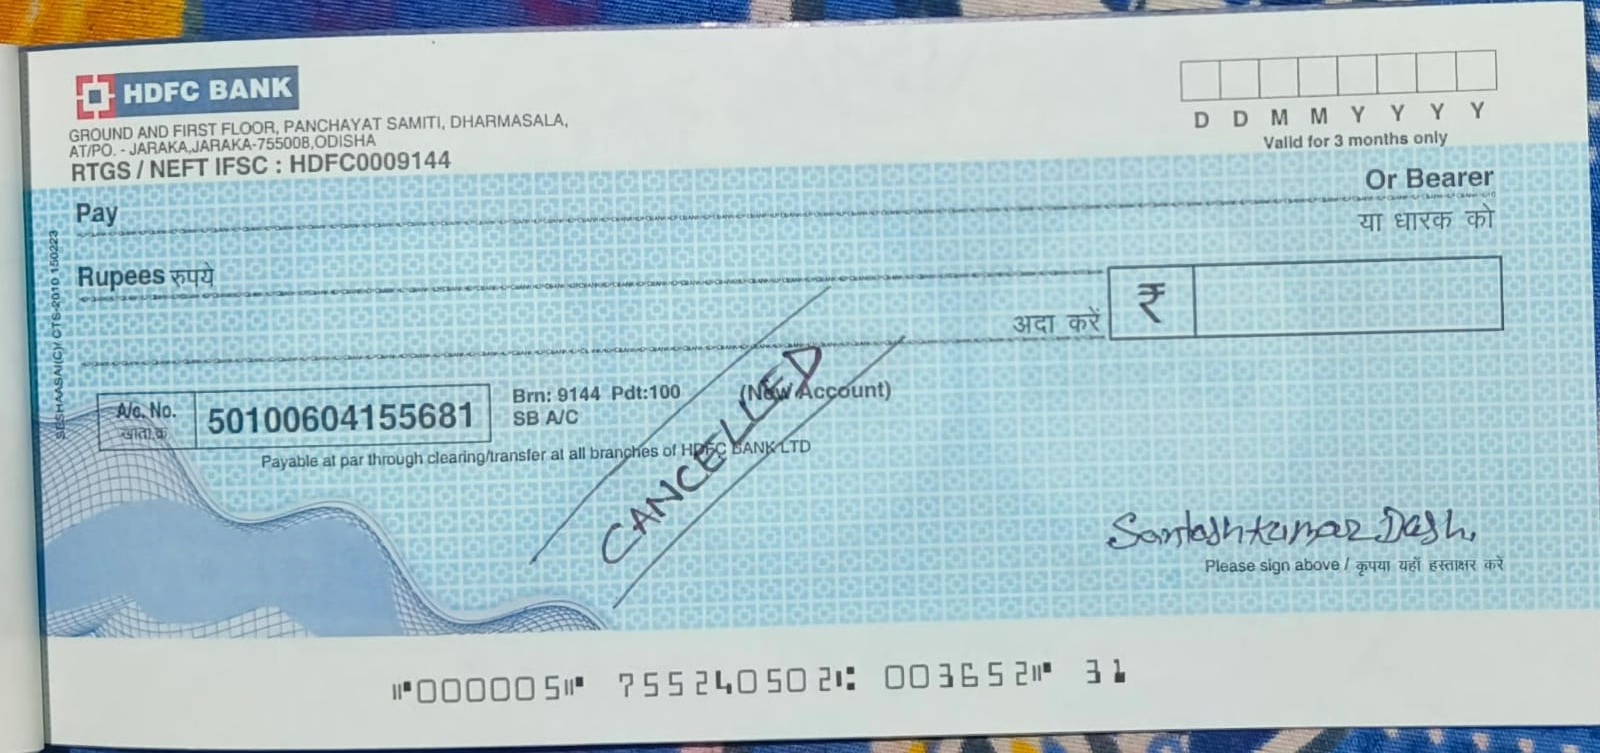 HDFC BANK
GROUND AND FIRST FLOOR, PANCHAYAT SAMITI, DHARMASALA,
AT/PO. - JARAKA,JARAKA-755008,ODISHA
RTGS / NEFT IFSC : HDFC0009144
D D M M Y Y Y Y
Valid for 3 months only
Pay
Or Bearer
या धारक को
Rupees रुपये
अदा करें
₹
A/c. No.
खाता क्र.
50100604155681
Brn: 9144 Pdt:100
(New Account)
SB A/C
Payable at par through clearing/transfer at all branches of HDFC BANK LTD
CANCELLED
SESHAASAI(C)/ CTS-2010 150223
Santoshkumar Dash,
Please sign above / कृपया यहाँ हस्ताक्षर करें
⑈000005⑈ 755240502⑆ 003652⑈ 31